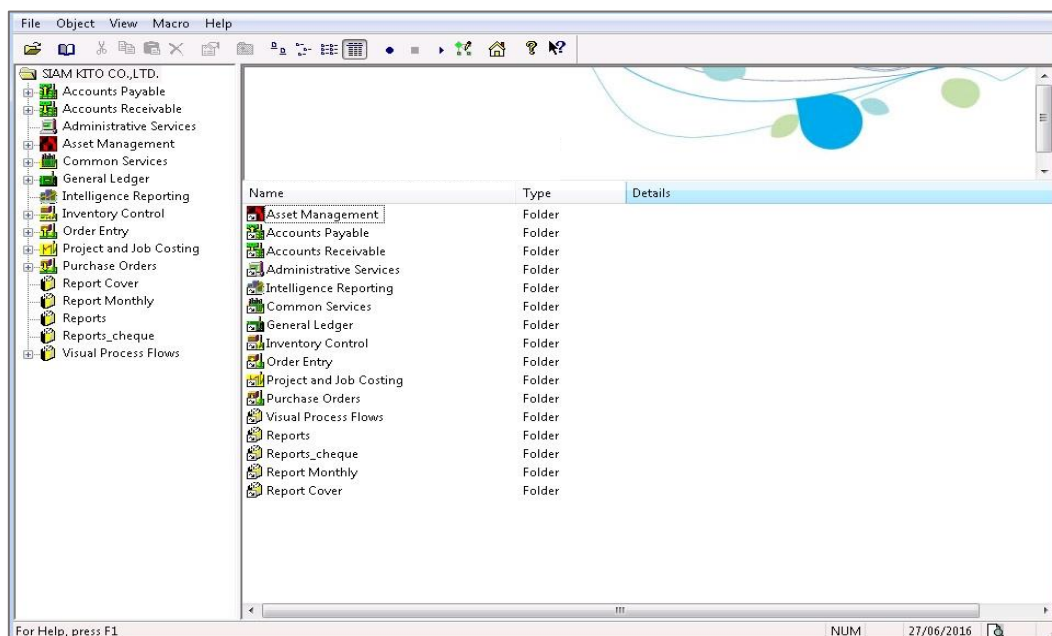 File Object View Macro Help
SIAM KITO CO.,LTD.
Accounts Payable
Accounts Receivable
Administrative Services
Asset Management
Common Services
General Ledger
Intelligence Reporting
Inventory Control
Order Entry
Project and Job Costing
Purchase Orders
Report Cover
Report Monthly
Reports
Reports_cheque
Visual Process Flows
Name Type Details
Asset Management Folder
Accounts Payable Folder
Accounts Receivable Folder
Administrative Services Folder
Intelligence Reporting Folder
Common Services Folder
General Ledger Folder
Inventory Control Folder
Order Entry Folder
Project and Job Costing Folder
Purchase Orders Folder
Visual Process Flows Folder
Reports Folder
Reports_cheque Folder
Report Monthly Folder
Report Cover Folder
For Help, press F1 NUM 27/06/2016